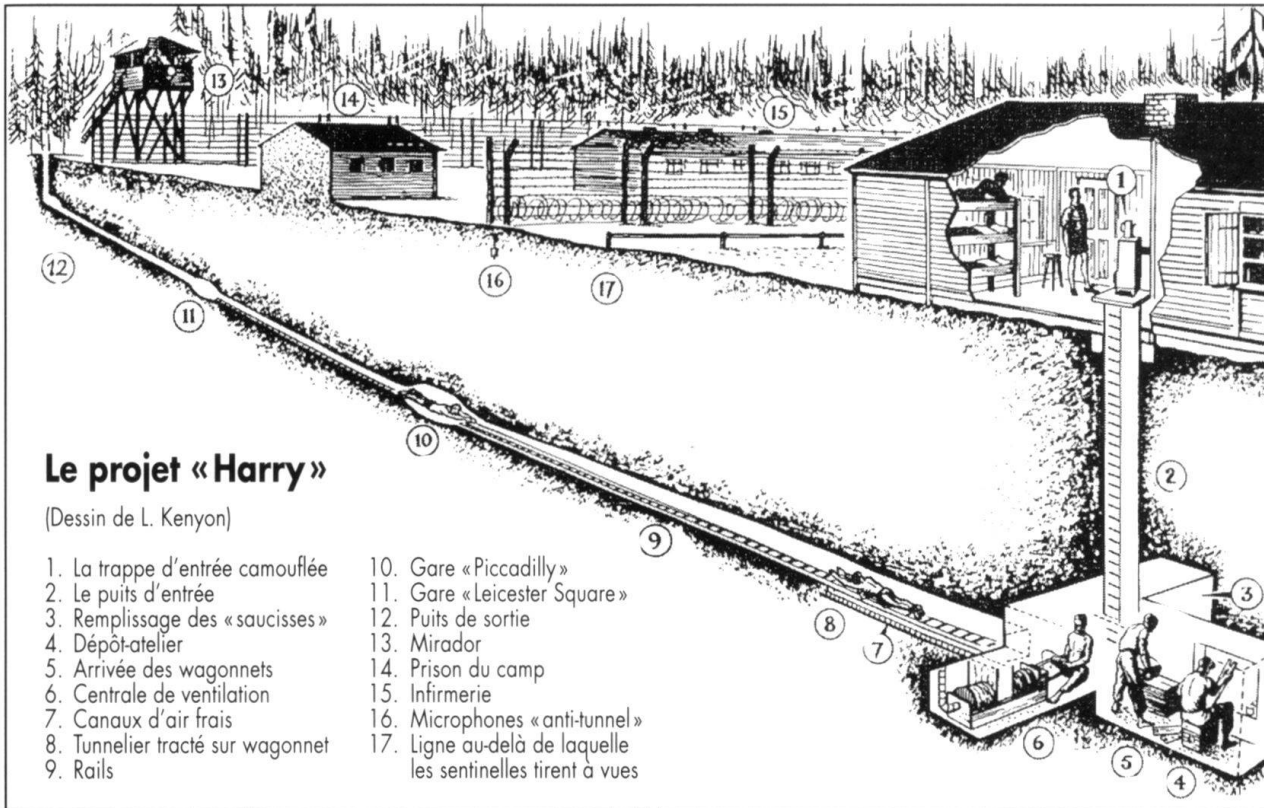 13
14
15
1
12
16
17
11
10
Le projet «Harry»
(Dessin de L. Kenyon)
2
9
3
8
7
6
5
4
1. La trappe d'entrée camouflée
2. Le puits d'entrée
3. Remplissage des «saucisses»
4. Dépôt-atelier
5. Arrivée des wagonnets
6. Centrale de ventilation
7. Canaux d'air frais
8. Tunnelier tracté sur wagonnet
9. Rails
10. Gare «Piccadilly»
11. Gare «Leicester Square»
12. Puits de sortie
13. Mirador
14. Prison du camp
15. Infirmerie
16. Microphones «anti-tunnel»
17. Ligne au-delà de laquelle
les sentinelles tirent à vues